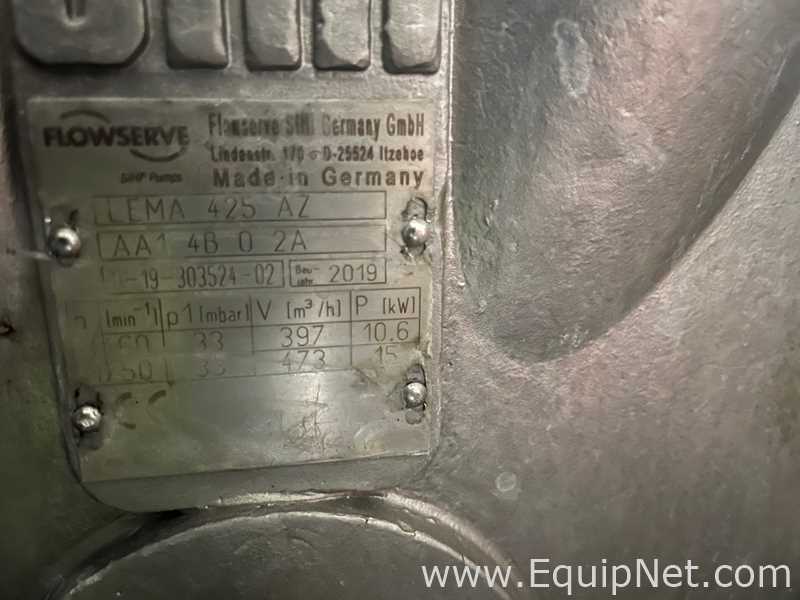 FLOWSERVE
SIHI Pumps
Flowserve SIHI Germany GmbH
Lindenstr. 170 D-25524 Itzehoe
Made in Germany
LEMA 425 AZ
AA1 4B 0 2A
-19-303524-02 Bau- jahr. 2019
[min⁻¹] p1 [mbar] V [m³/h] P [kW]
33 397 10.6
33 473 15
CE
www.EquipNet.com